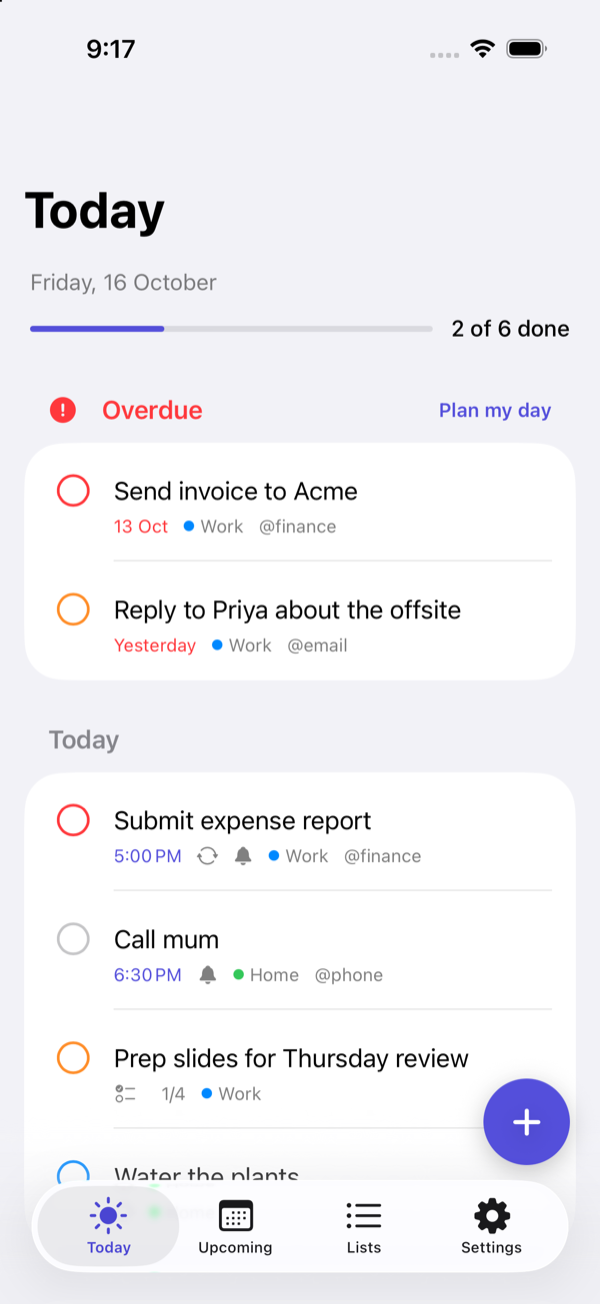 9:17
Today
Friday, 16 October
2 of 6 done
! Overdue
Plan my day
Send invoice to Acme
13 Oct Work @finance
Reply to Priya about the offsite
Yesterday Work @email
Today
Submit expense report
5:00 PM Work @finance
Call mum
6:30 PM Home @phone
Prep slides for Thursday review
1/4 Work
Water the plants
Today Upcoming Lists Settings